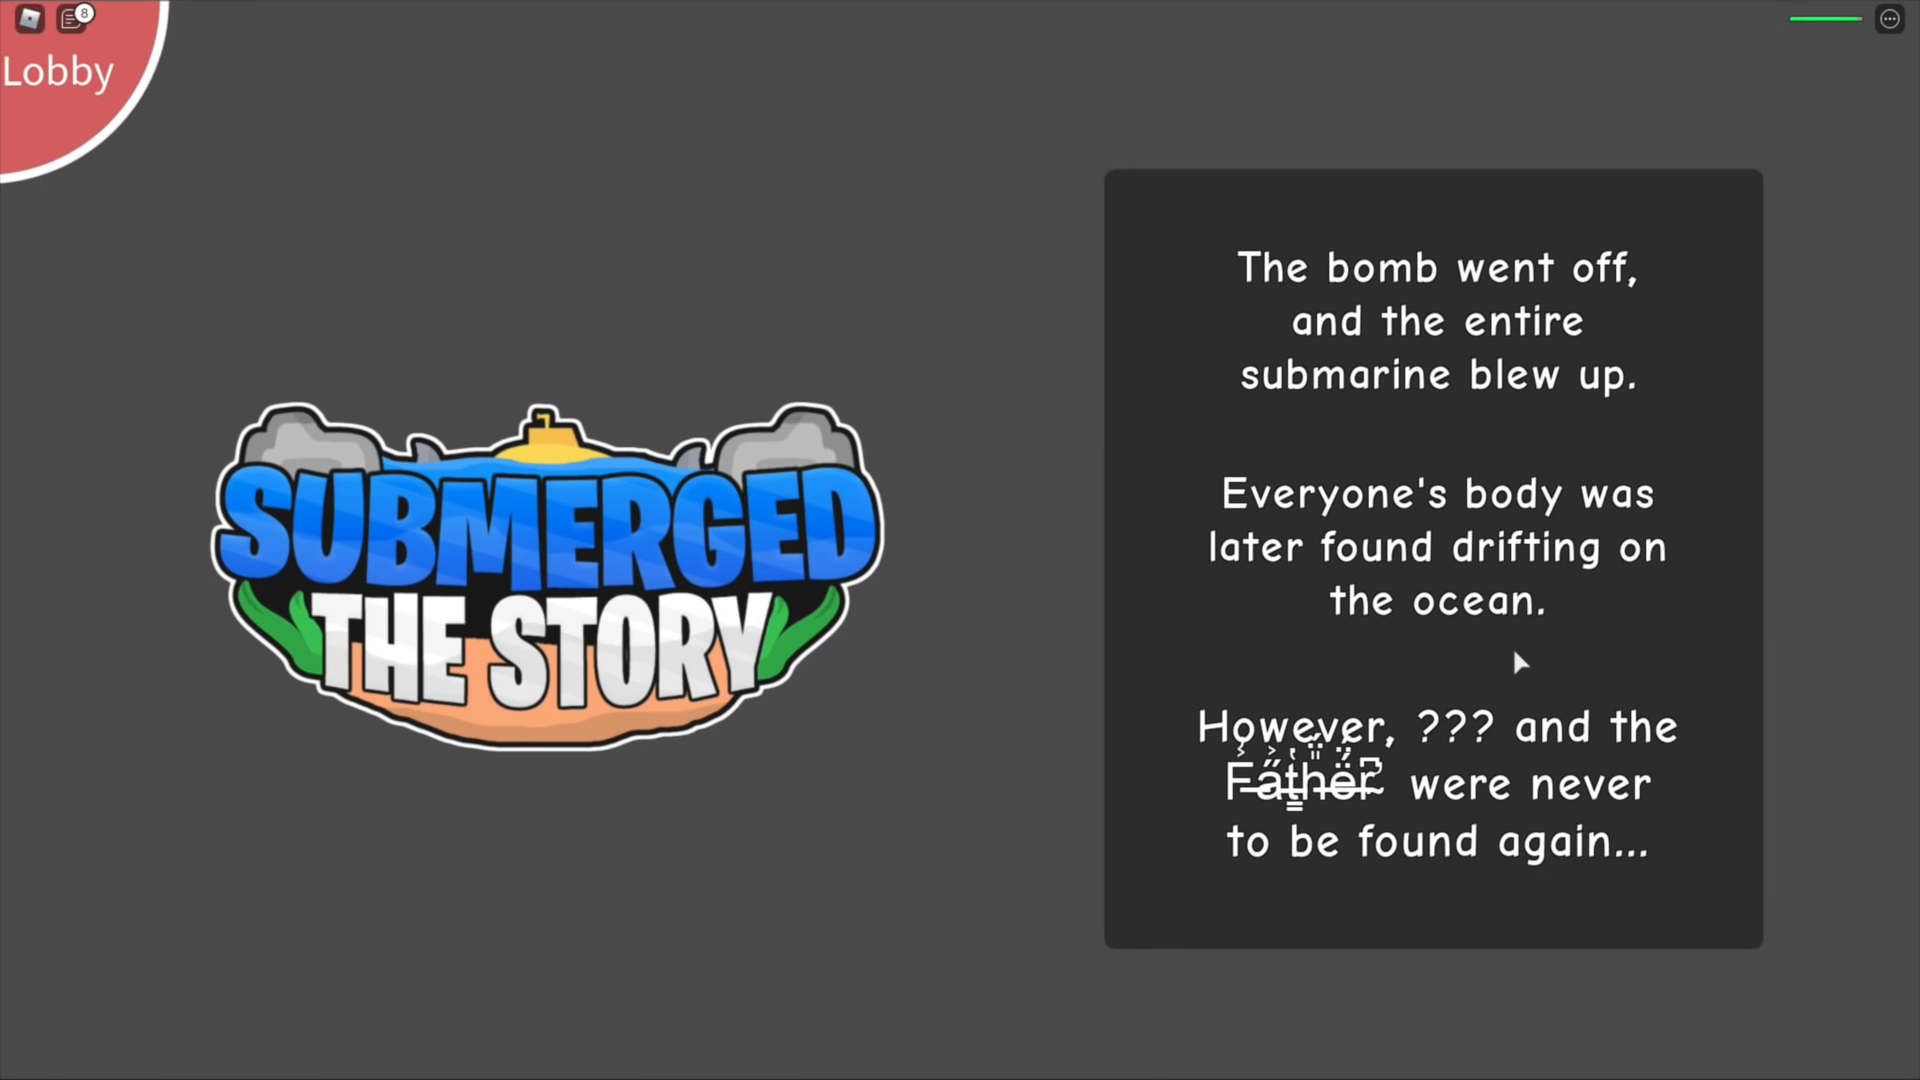 8
Lobby
SUBMERGED
THE STORY
The bomb went off,
and the entire
submarine blew up.
Everyone's body was
later found drifting on
the ocean.
However, ??? and the
Father were never
to be found again...